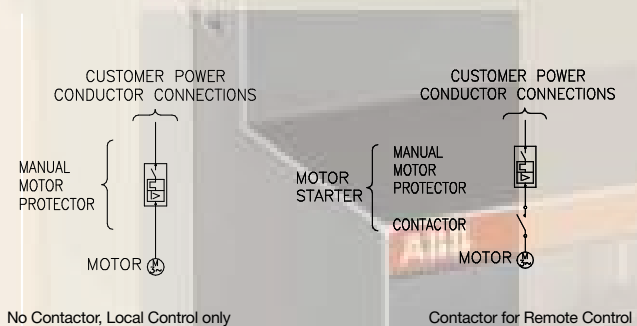 CUSTOMER POWER
CONDUCTOR CONNECTIONS
MANUAL
MOTOR
PROTECTOR
MOTOR
No Contactor, Local Control only
CUSTOMER POWER
CONDUCTOR CONNECTIONS
MOTOR
STARTER
MANUAL
MOTOR
PROTECTOR
CONTACTOR
ABB
MOTOR
Contactor for Remote Control